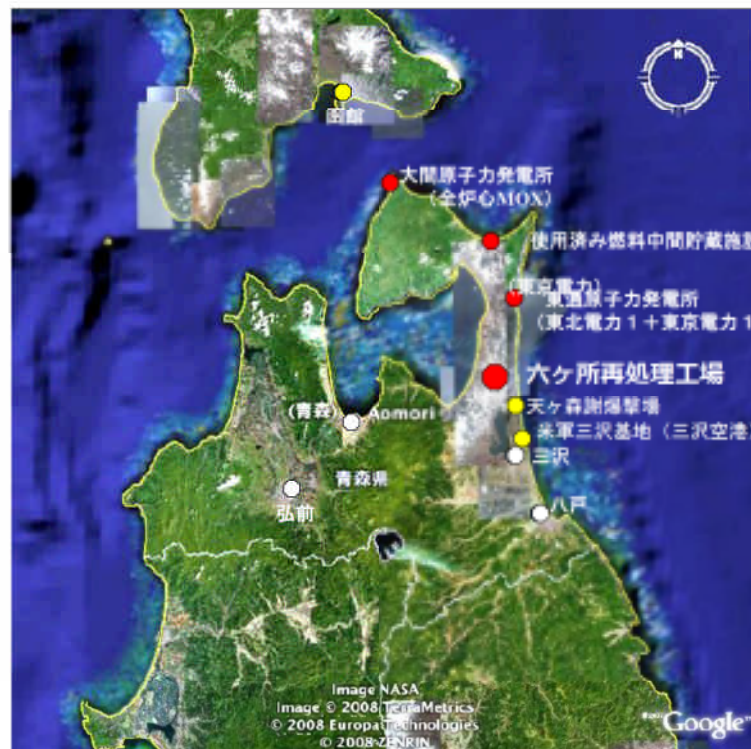 N
函館
大間原子力発電所
(全炉心MOX)
使用済み燃料中間貯蔵施設
(東京電力)
東通原子力発電所
(東北電力1+東京電力1
六ヶ所再処理工場
天ヶ森謝爆撃場
(青森) Aomori
米軍三沢基地(三沢空港)
三沢
青森県
弘前
八戸
Image NASA
Image © 2008 TerraMetrics
© 2008 Europa Technologies
© 2008 ZENRIN
Google